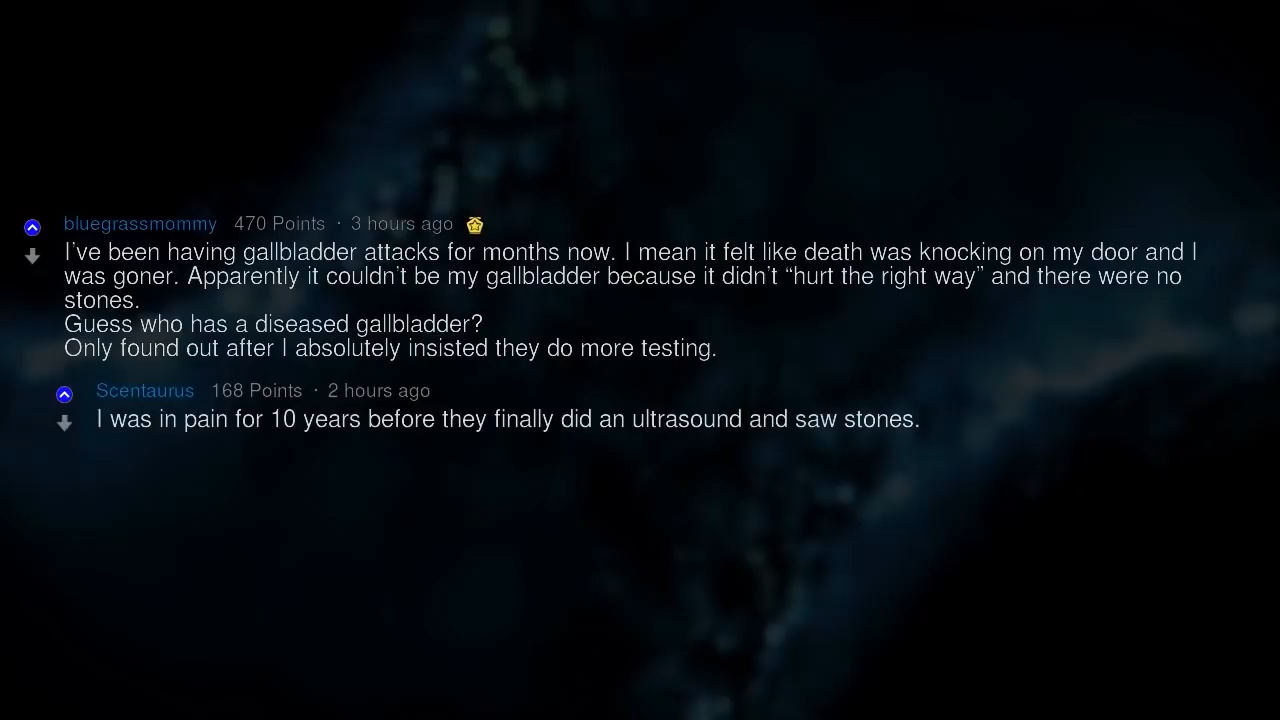 bluegrassmommy 470 Points · 3 hours ago
I've been having gallbladder attacks for months now. I mean it felt like death was knocking on my door and I
was goner. Apparently it couldn't be my gallbladder because it didn't “hurt the right way” and there were no
stones.
Guess who has a diseased gallbladder?
Only found out after I absolutely insisted they do more testing.
Scentaurus 168 Points · 2 hours ago
I was in pain for 10 years before they finally did an ultrasound and saw stones.